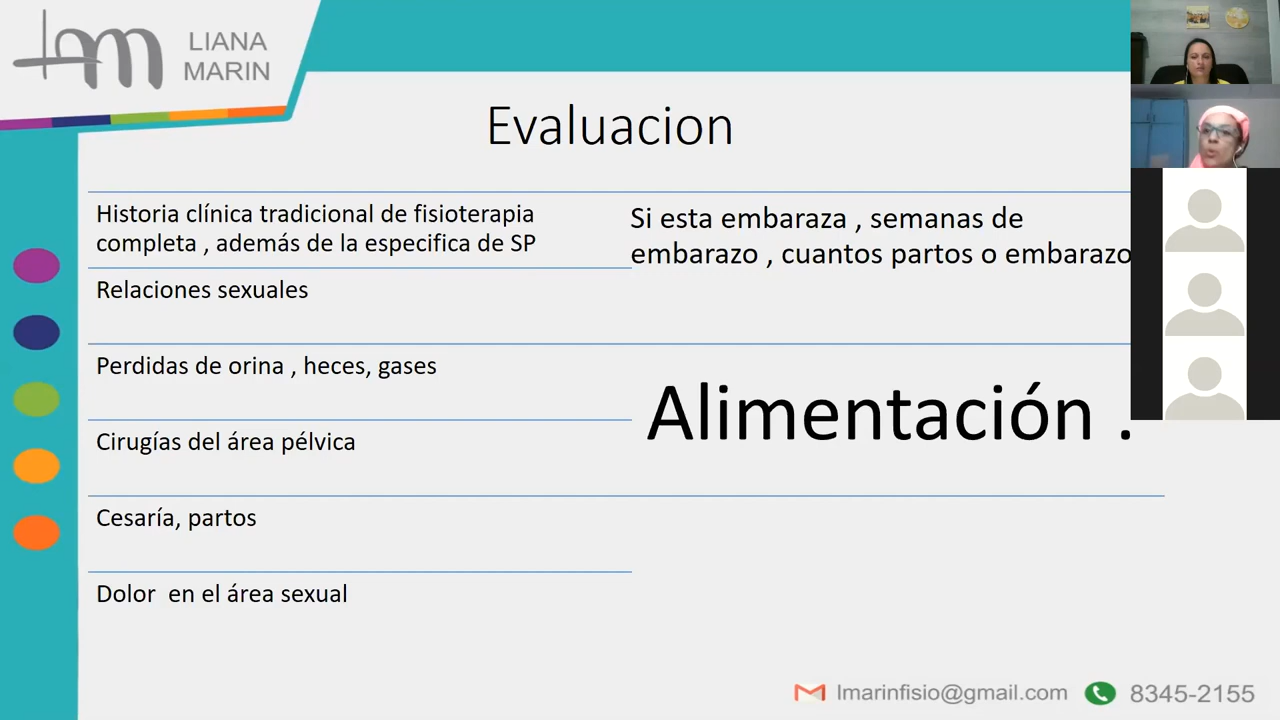 LIANA
MARIN
Evaluacion
Historia clínica tradicional de fisioterapia
completa , además de la especifica de SP
Relaciones sexuales
Perdidas de orina , heces, gases
Cirugías del área pélvica
Cesaría, partos
Dolor  en el área sexual
Si esta embaraza , semanas de
embarazo , cuantos partos o embarazo
Alimentación .
lmarinfisio@gmail.com
8345-2155